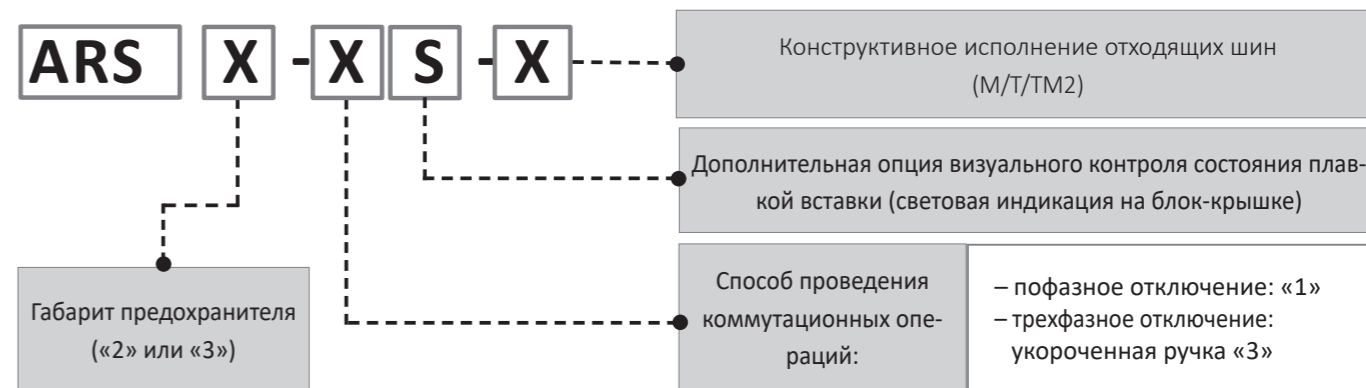 ARS X - X S - X
Конструктивное исполнение отходящих шин
(М/Т/ТМ2)
Дополнительная опция визуального контроля состояния плав-
кой вставки (световая индикация на блок-крышке)
Габарит предохранителя
(«2» или «3»)
Способ проведения
коммутационных опе-
раций:
– пофазное отключение: «1»
– трехфазное отключение:
укороченная ручка «3»